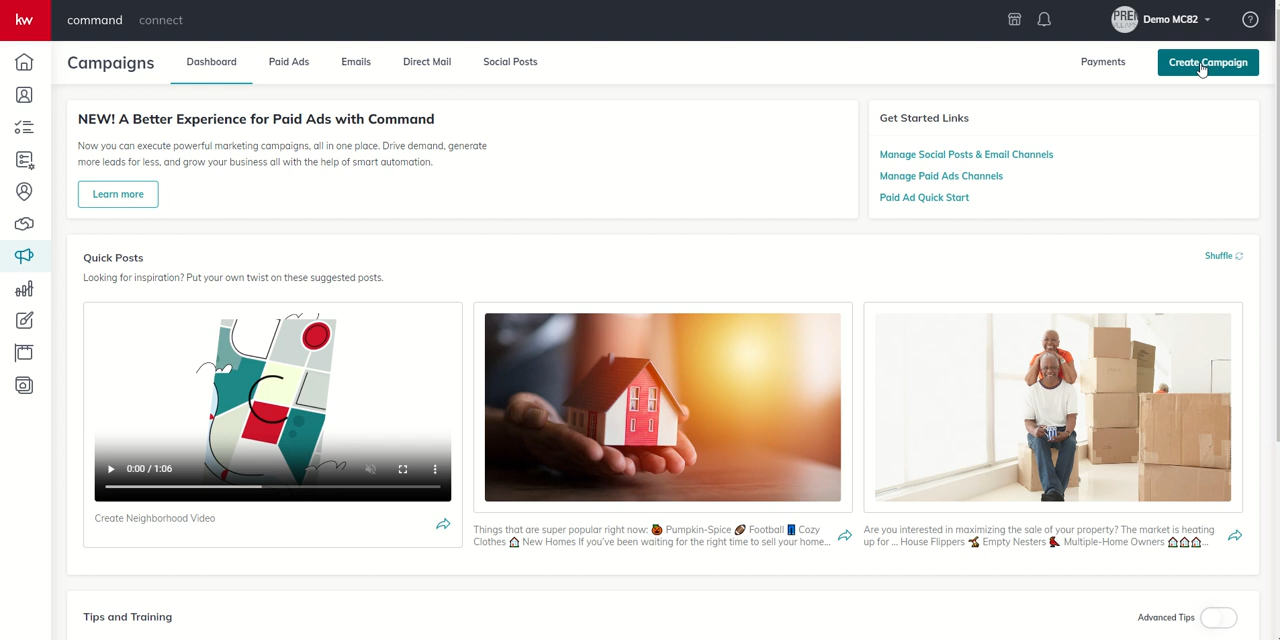 kw
command
connect
PREI
Demo MC82
Campaigns
Dashboard
Paid Ads
Emails
Direct Mail
Social Posts
Payments
Create Campaign
NEW! A Better Experience for Paid Ads with Command
Now you can execute powerful marketing campaigns, all in one place. Drive demand, generate
more leads for less, and grow your business all with the help of smart automation.
Learn more
Get Started Links
Manage Social Posts & Email Channels
Manage Paid Ads Channels
Paid Ad Quick Start
Quick Posts
Shuffle
Looking for inspiration? Put your own twist on these suggested posts.
0:00 / 1:06
Create Neighborhood Video
Things that are super popular right now: 🎃 Pumpkin-Spice 🏈 Football 👖 Cozy
Clothes 🏠 New Homes If you've been waiting for the right time to sell your home...
Are you interested in maximizing the sale of your property? The market is heating
up for ... House Flippers Empty Nesters Multiple-Home Owners 🏠🏠🏠...
Tips and Training
Advanced Tips